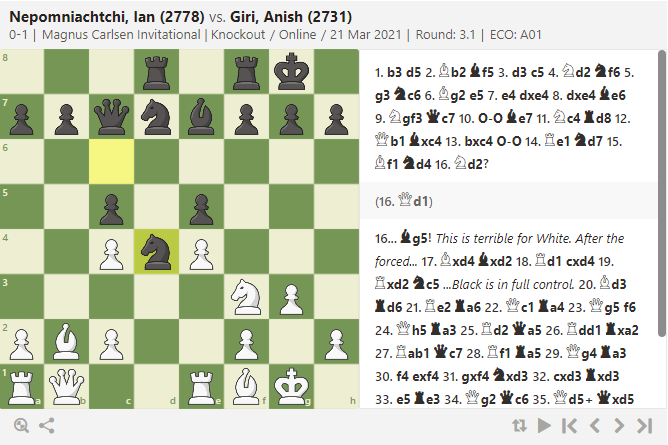 Nepomniachtchi, Ian (2778) vs. Giri, Anish (2731)
0-1 | Magnus Carlsen Invitational | Knockout / Online / 21 Mar 2021 | Round: 3.1 | ECO: A01
8
7
6
5
4
3
2
1
a b c d e f g h
1. b3 d5 2. ♗b2 ♝f5 3. d3 c5 4. ♘d2 ♞f6 5.
g3 ♞c6 6. ♗g2 e5 7. e4 dxe4 8. dxe4 ♝e6
9. ♘gf3 ♛c7 10. O-O ♝e7 11. ♘c4 ♜d8 12.
♕b1 ♝xc4 13. bxc4 O-O 14. ♖e1 ♞d7 15.
♗f1 ♞d4 16. ♘d2?
(16. ♕d1)
16... ♝g5! This is terrible for White. After the
forced... 17. ♗xd4 ♝xd2 18. ♖d1 cxd4 19.
♖xd2 ♞c5 ...Black is in full control. 20. ♗d3
♜d6 21. ♖e2 ♜a6 22. ♕c1 ♜a4 23. ♕g5 f6
24. ♕h5 ♜a3 25. ♖d2 ♛a5 26. ♖dd1 ♜xa2
27. ♖ab1 ♛c7 28. ♖f1 ♜a5 29. ♕g4 ♜a3
30. f4 exf4 31. gxf4 ♞xd3 32. cxd3 ♜xd3
33. e5 ♜e3 34. ♕g2 ♛c6 35. ♕d5+ ♛xd5